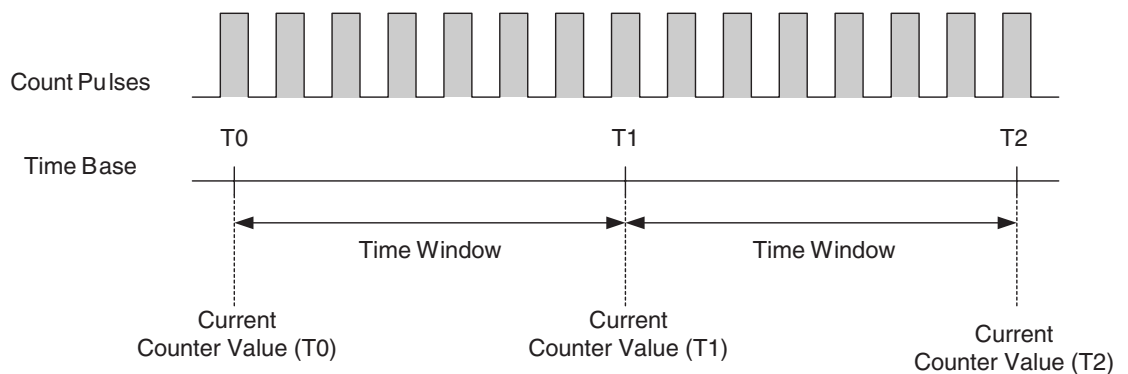 Count Pulses
T0 T1 T2
Time Base
Time Window Time Window
Current
Counter Value (T0)
Current
Counter Value (T1)
Current
Counter Value (T2)